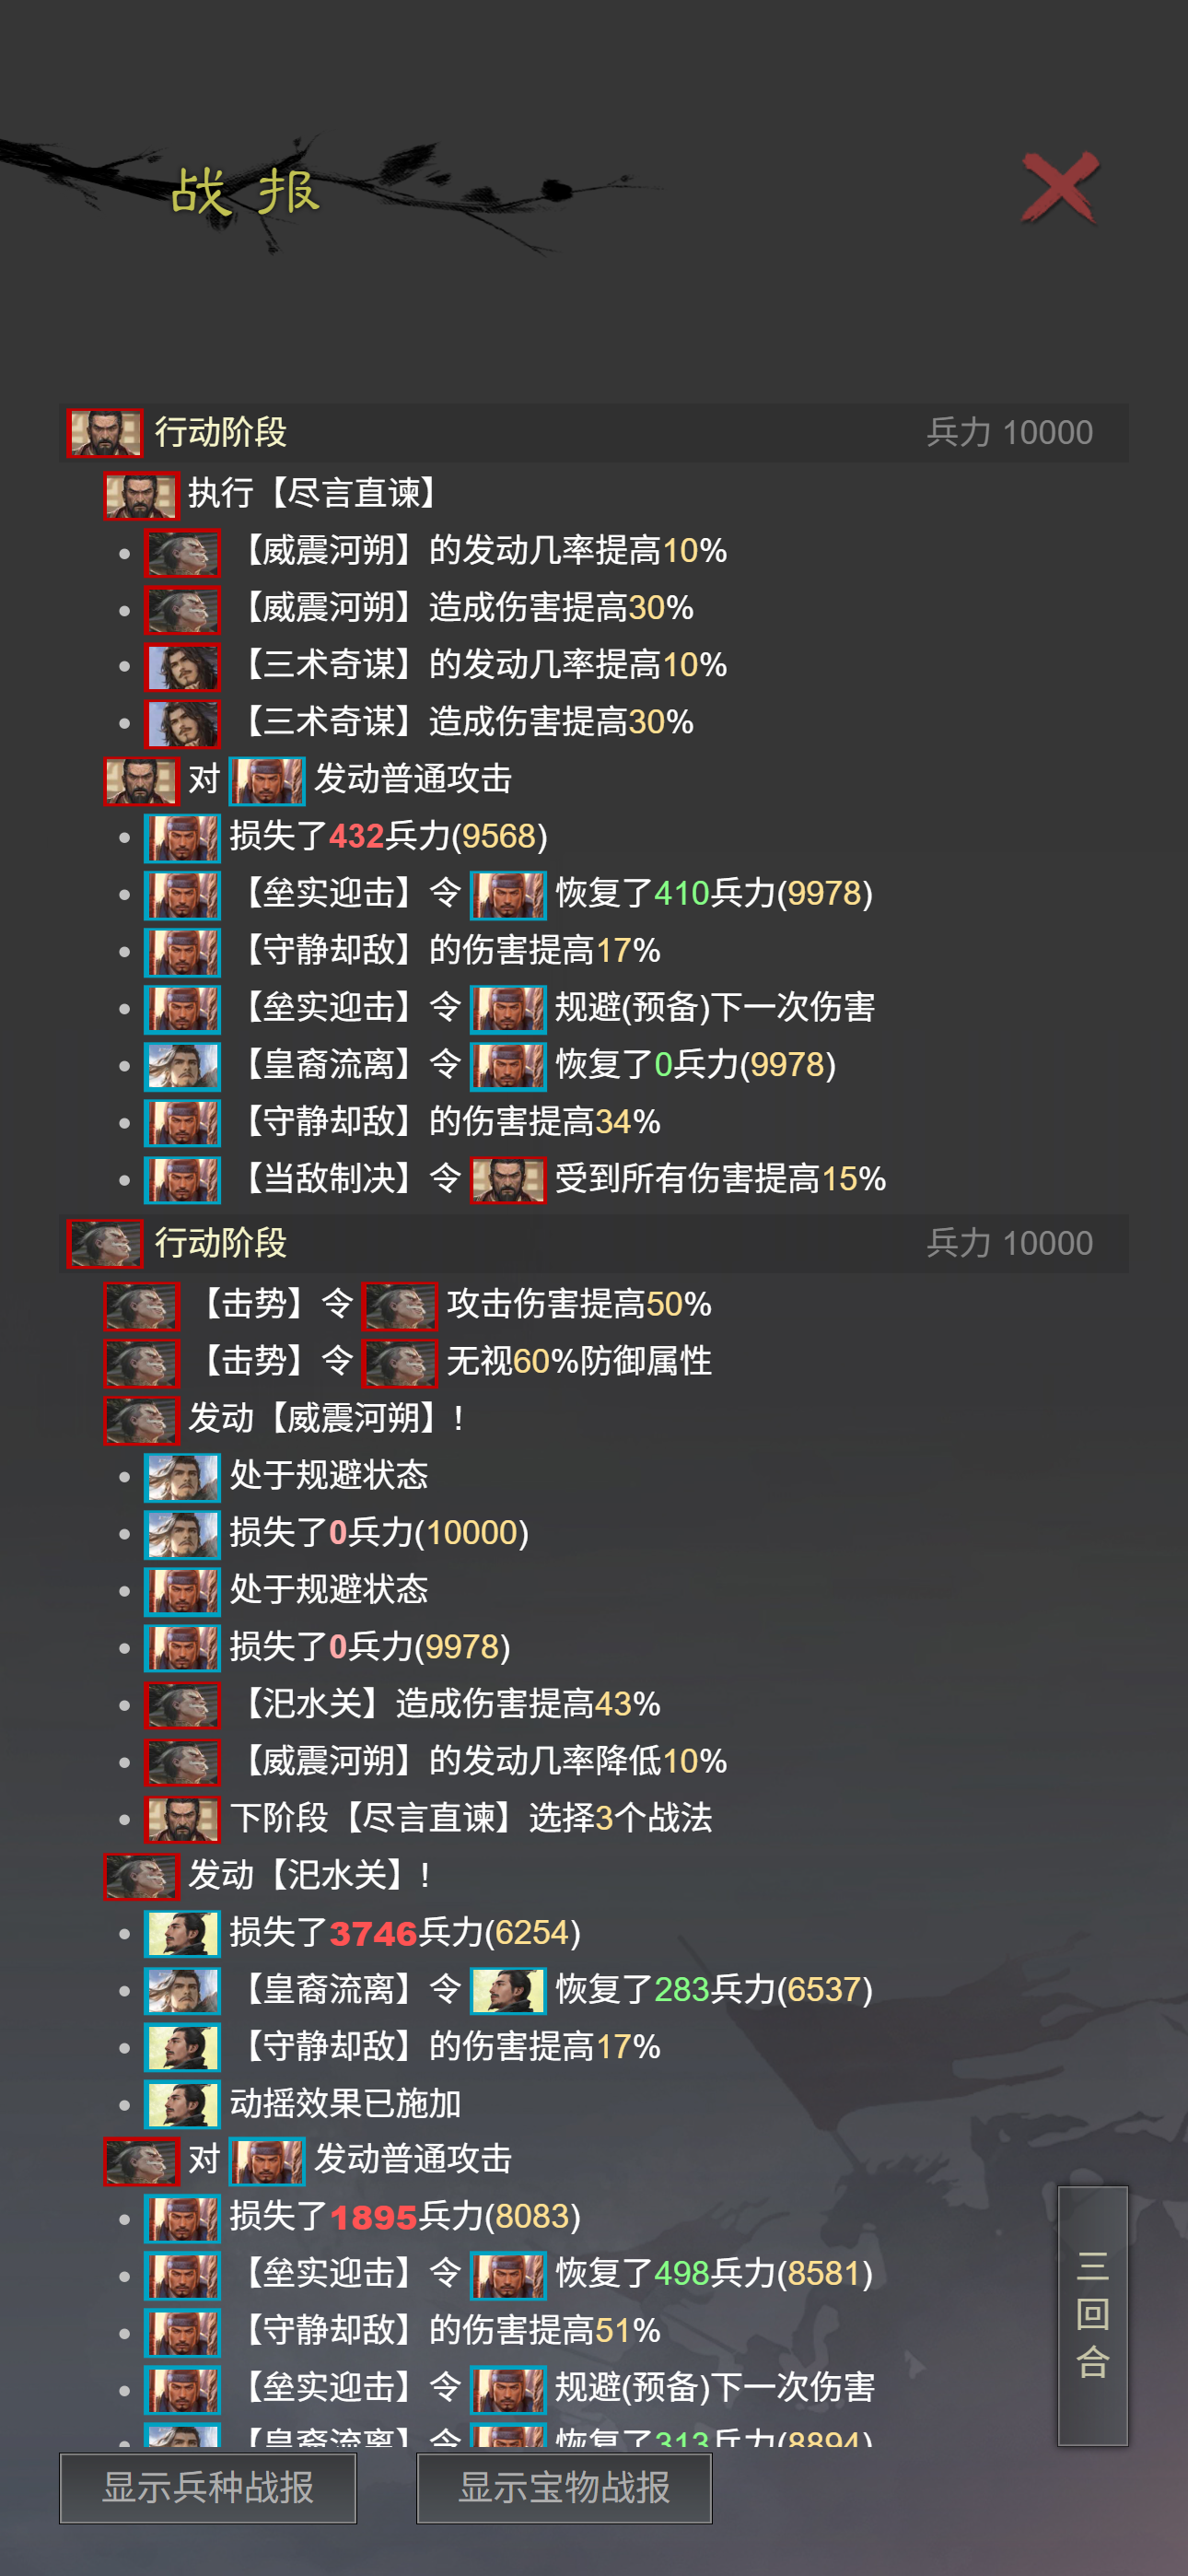 战报
行动阶段 兵力 10000
执行【尽言直谏】
【威震河朔】的发动几率提高10%
【威震河朔】造成伤害提高30%
【三术奇谋】的发动几率提高10%
【三术奇谋】造成伤害提高30%
对 发动普通攻击
损失了432兵力(9568)
【垒实迎击】令 恢复了410兵力(9978)
【守静却敌】的伤害提高17%
【垒实迎击】令 规避(预备)下一次伤害
【皇裔流离】令 恢复了0兵力(9978)
【守静却敌】的伤害提高34%
【当敌制决】令 受到所有伤害提高15%
行动阶段 兵力 10000
【击势】令 攻击伤害提高50%
【击势】令 无视60%防御属性
发动【威震河朔】!
处于规避状态
损失了0兵力(10000)
处于规避状态
损失了0兵力(9978)
【汜水关】造成伤害提高43%
【威震河朔】的发动几率降低10%
下阶段【尽言直谏】选择3个战法
发动【汜水关】!
损失了3746兵力(6254)
【皇裔流离】令 恢复了283兵力(6537)
【守静却敌】的伤害提高17%
动摇效果已施加
对 发动普通攻击
损失了1895兵力(8083)
【垒实迎击】令 恢复了498兵力(8581)
【守静却敌】的伤害提高51%
【垒实迎击】令 规避(预备)下一次伤害
【皇裔流离】令 恢复了313兵力(8894)
三回合
显示兵种战报
显示宝物战报